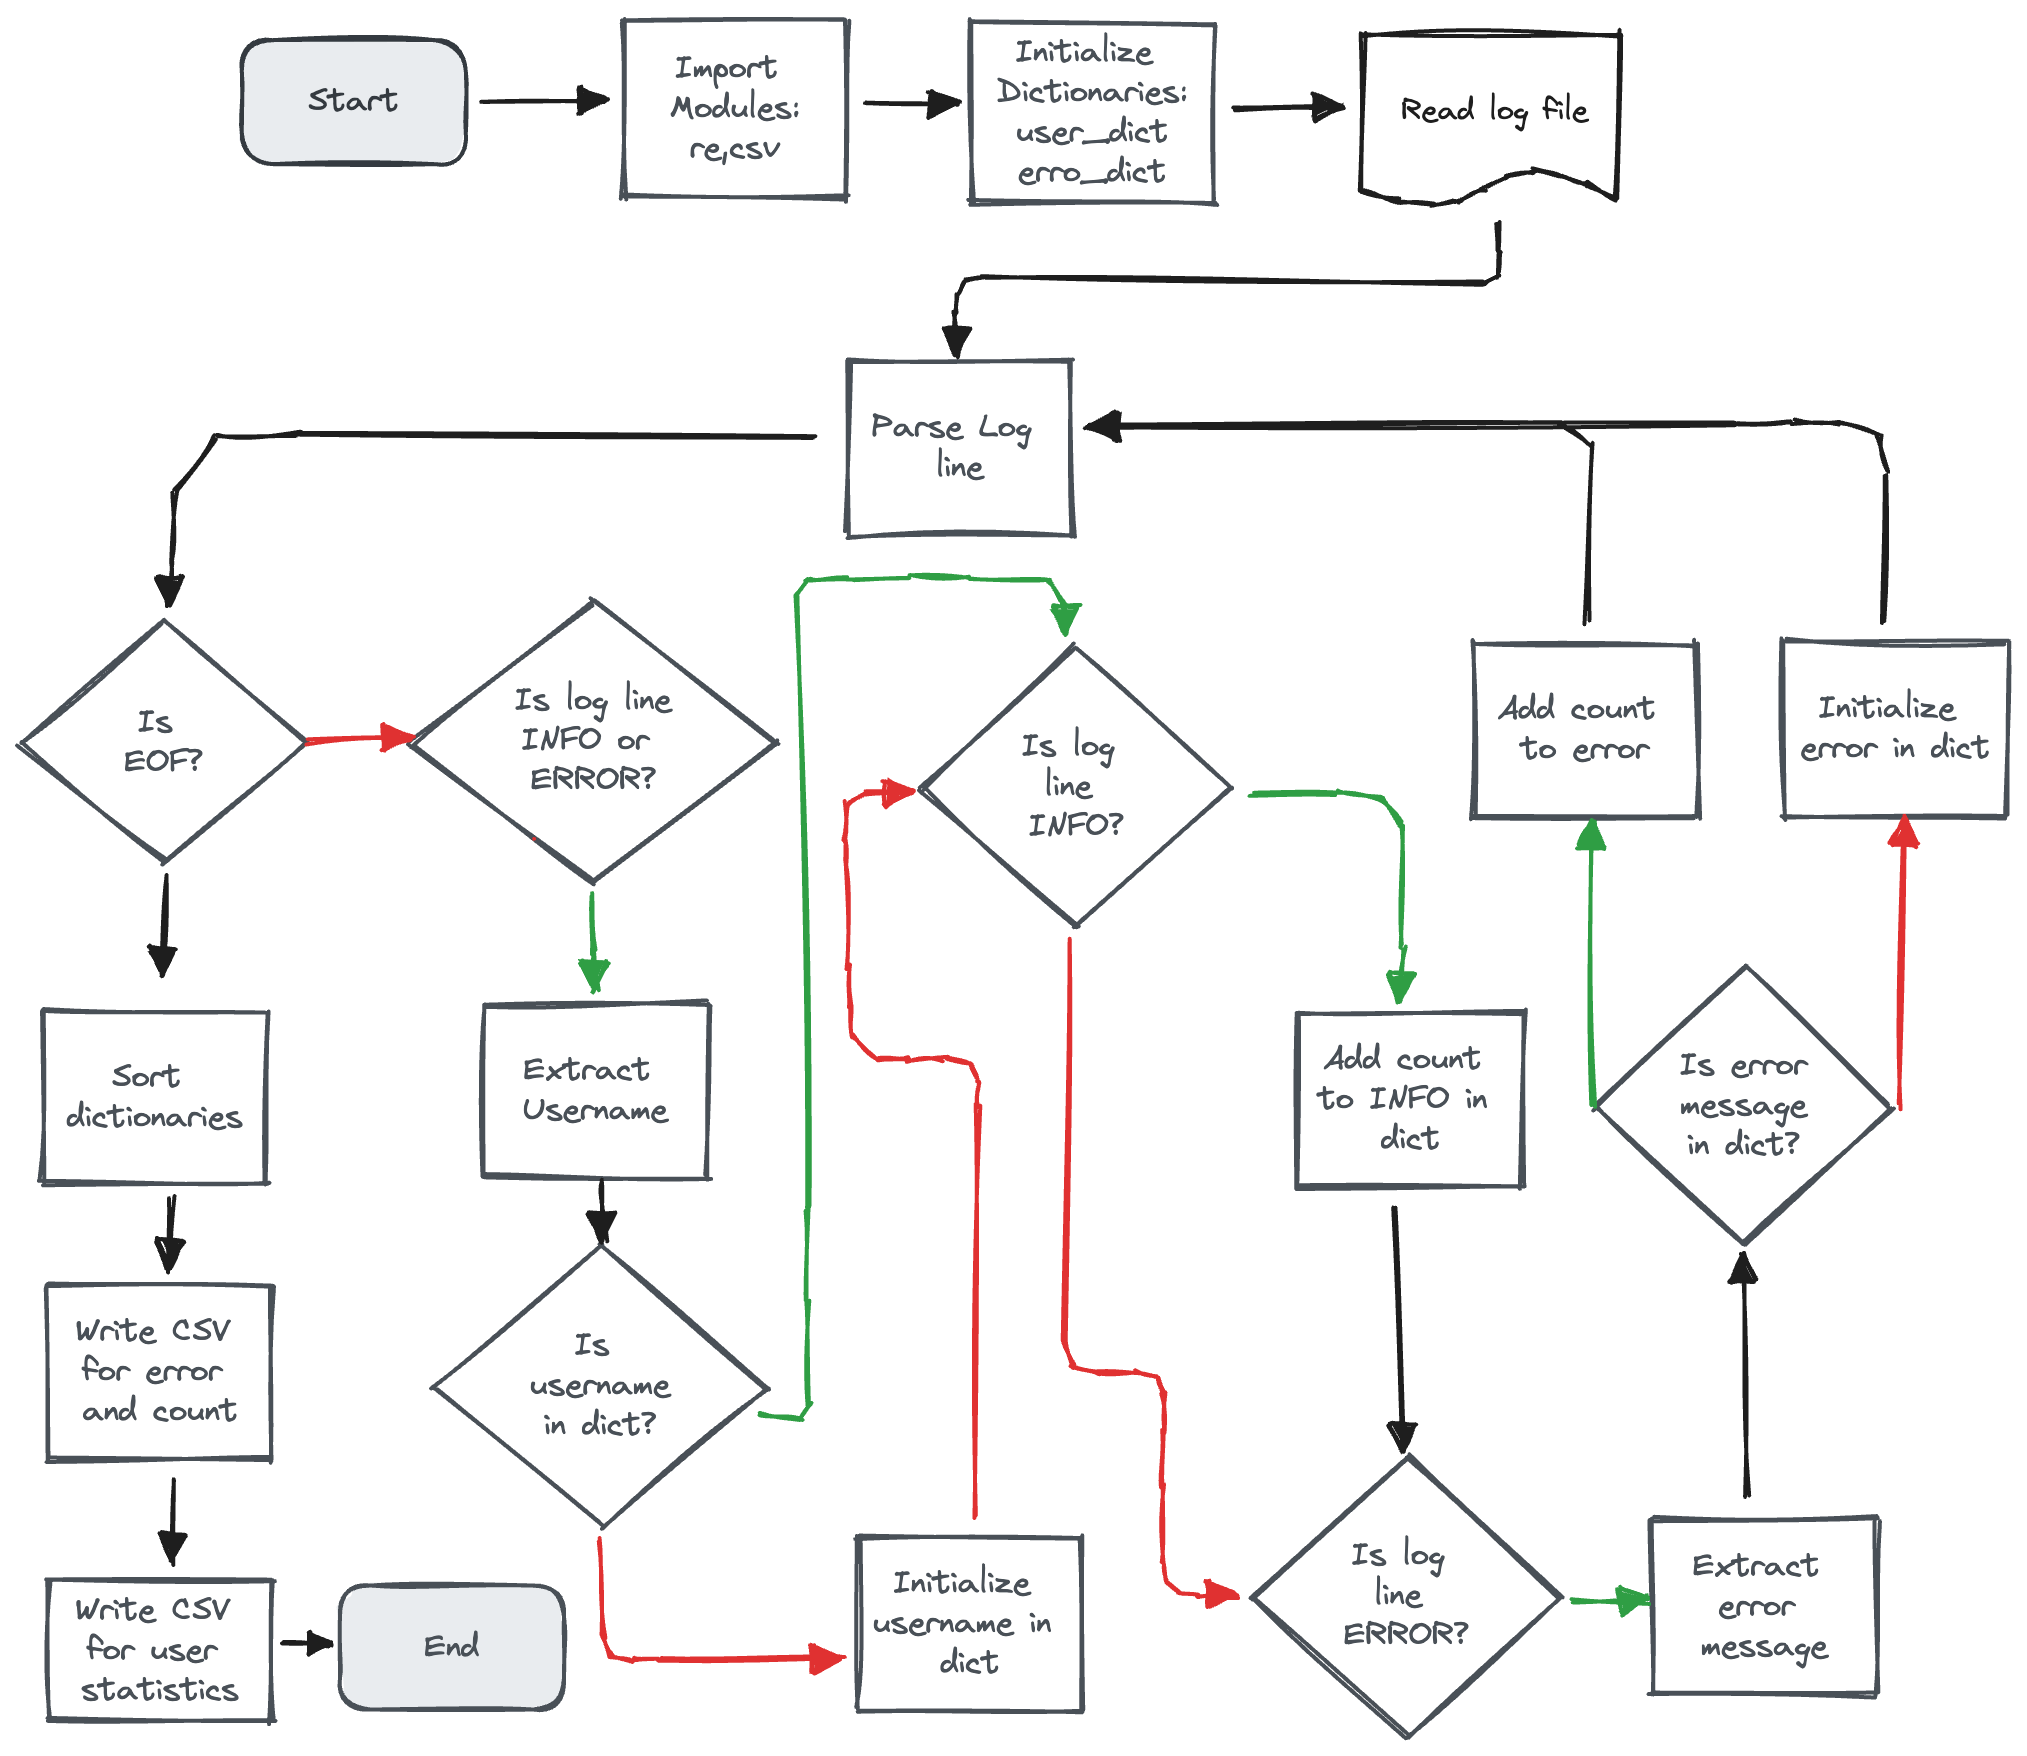 Start
Import
Modules:
re,csv
Initialize
Dictionaries:
user_dict
erro_dict
Read log file
Parse Log
line
Is
EOF?
Is log line
INFO or
ERROR?
Is log
line
INFO?
Add count
to error
Initialize
error in dict
Sort
dictionaries
Extract
Username
Add count
to INFO in
dict
Is error
message
in dict?
Write CSV
for error
and count
Is
username
in dict?
Write CSV
for user
statistics
End
Initialize
username in
dict
Is log
line
ERROR?
Extract
error
message